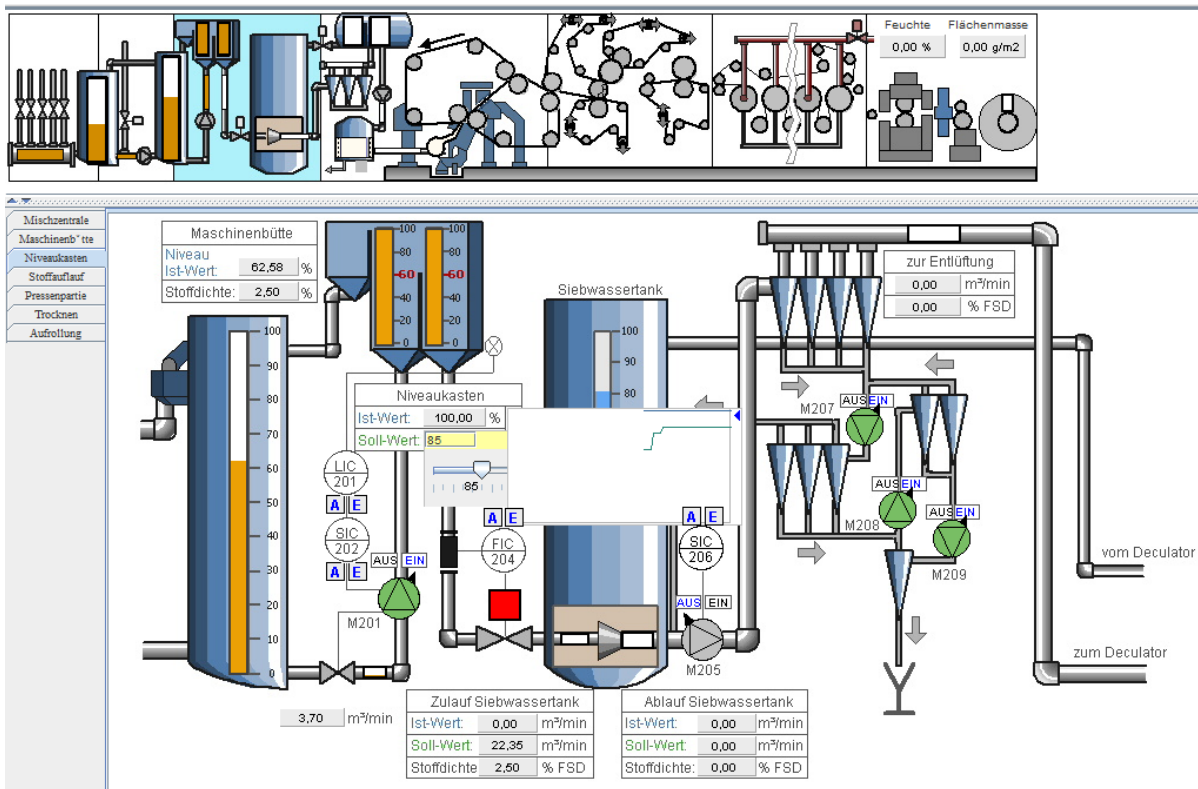 Feuchte Flächenmasse
0,00 % 0,00 g/m2
Mischzentrale
Maschinenb"tte
Niveaukasten
Stoffauflauf
Pressenpartie
Trocknen
Aufrollung
Maschinenbütte
Niveau
Ist-Wert: 62,58 %
Stoffdichte: 2,50 %
100
90
80
70
60
50
40
30
20
10
0
100
80
60
40
20
0
100
80
60
40
20
0
Niveaukasten
Ist-Wert: 100,00 %
Soll-Wert: 85
85
LIC
201
A E
SIC
202
A E
AUS EIN
M201
3,70 m³/min
A E
FIC
204
Siebwassertank
100
90
80
A E
SIC
206
AUS EIN
M205
zur Entlüftung
0,00 m³/min
0,00 % FSD
M207
AUS EIN
M208
AUS EIN
AUS EIN
M209
vom Deculator
zum Deculator
Zulauf Siebwassertank
Ist-Wert: 0,00 m³/min
Soll-Wert: 22,35 m³/min
Stoffdichte 2,50 % FSD
Ablauf Siebwassertank
Ist-Wert: 0,00 m³/min
Soll-Wert: 0,00 m³/min
Stoffdichte: 0,00 % FSD